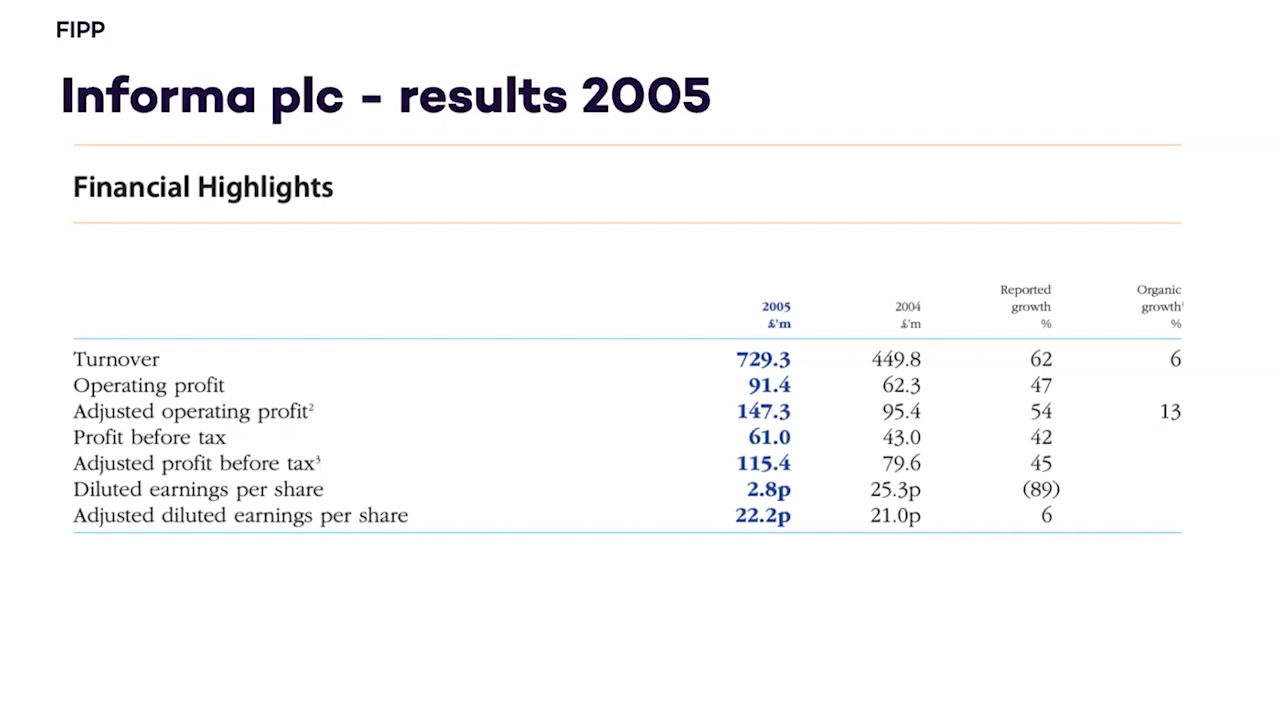 FIPP
Informa plc - results 2005
Financial Highlights
Reported Organic
2005 2004 growth growth¹
£'m £'m % %
Turnover 729.3 449.8 62 6
Operating profit 91.4 62.3 47
Adjusted operating profit² 147.3 95.4 54 13
Profit before tax 61.0 43.0 42
Adjusted profit before tax³ 115.4 79.6 45
Diluted earnings per share 2.8p 25.3p (89)
Adjusted diluted earnings per share 22.2p 21.0p 6